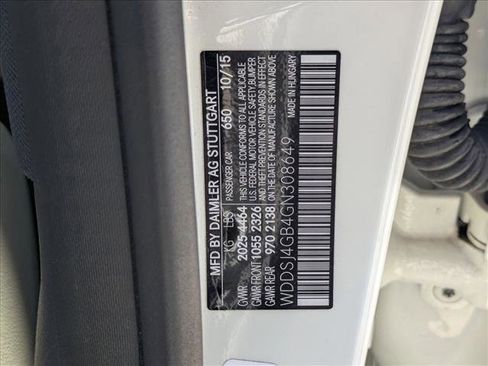 MFD BY DAIMLER AG STUTTGART
PASSENGER CAR 650 10/15
KG LBS
GVWR 2025 4464
GAWR FRONT 1055 2326
GAWR REAR 970 2138
THIS CAR CONFORMS TO ALL APPLICABLE
U.S. FEDERAL MOTOR VEHICLE SAFETY, BUMPER
AND THEFT PREVENTION STANDARDS IN EFFECT
ON THE DATE OF MANUFACTURE SHOWN ABOVE
MADE IN HUNGARY
WDDSJ4GB4GN308649